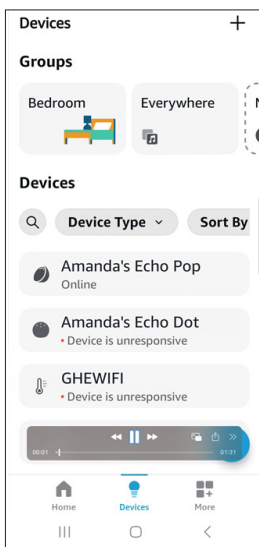 Devices
Groups
Bedroom
Everywhere
Devices
Device Type
Sort By
Amanda's Echo Pop
Online
Amanda's Echo Dot
• Device is unresponsive
GHEWIFI
• Device is unresponsive
00:01
01:31
Home
Devices
More